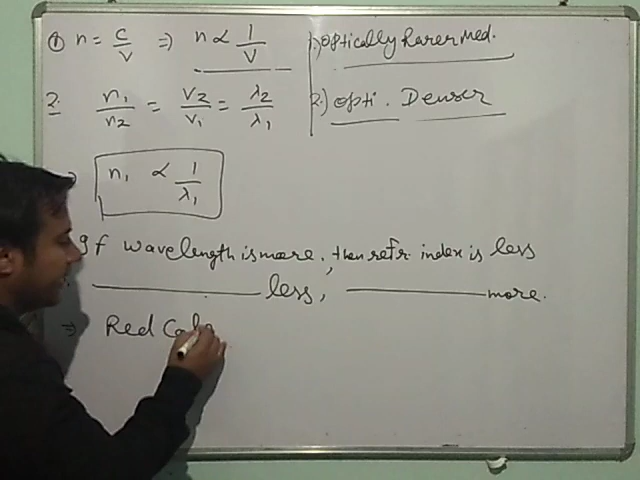 ① n = c/v ⇒ n ∝ 1/v
2. n₁/n₂ = v₂/v₁ = λ₂/λ₁
n₁ ∝ 1/λ₁
1.) Optically Rarer Med.
2.) Opti. Denser
If wavelength is more, then refr. index is less
less, more.
⇒ Red Colo